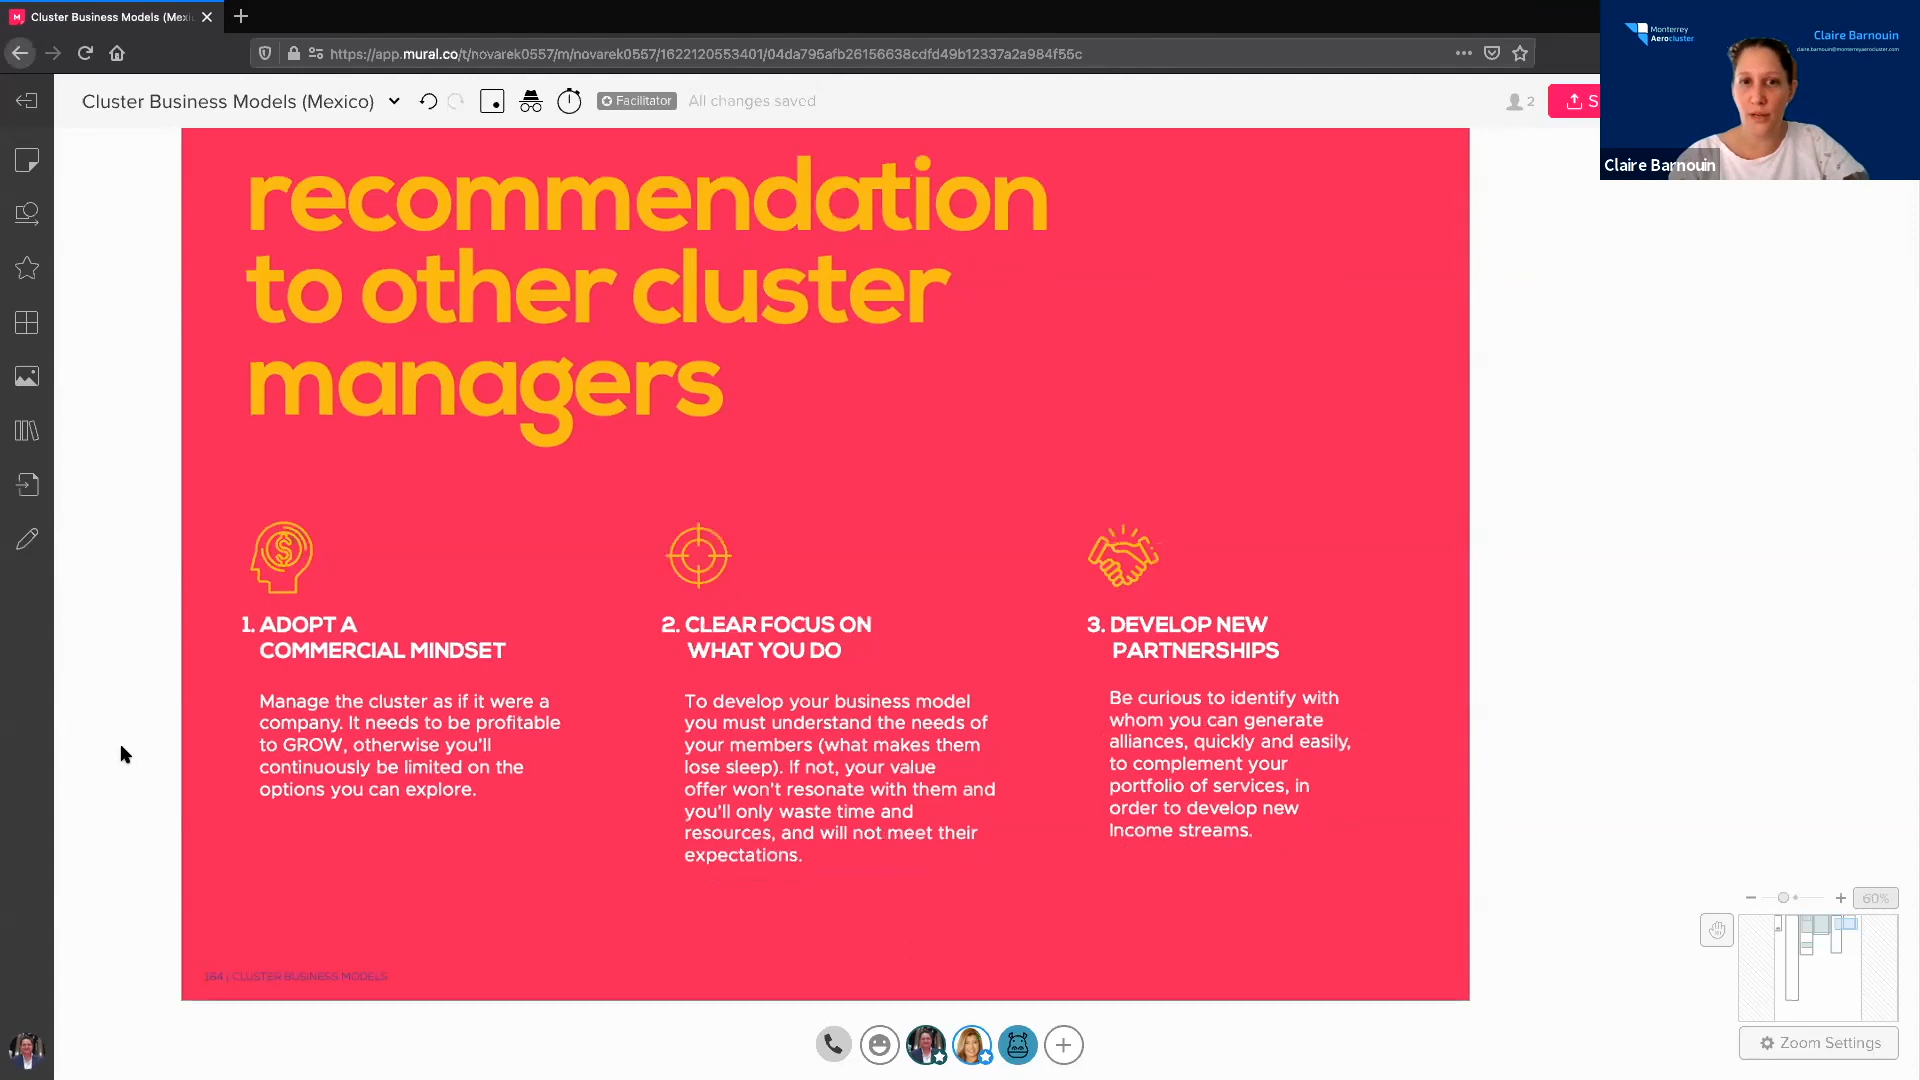 Cluster Business Models (Mexi
https://app.mural.co/t/novarek0557/m/novarek0557/1622120553401/04da795afb26156638cdfd49b12337a2a984f55c
Cluster Business Models (Mexico)
Facilitator
All changes saved
2
S
Monterrey
Aerocluster
Claire Barnouin
claire.barnouin@monterreyaerocluster.com
Claire Barnouin
recommendation
to other cluster
managers
1. ADOPT A
COMMERCIAL MINDSET
Manage the cluster as if it were a
company. It needs to be profitable
to GROW, otherwise you'll
continuously be limited on the
options you can explore.
2. CLEAR FOCUS ON
WHAT YOU DO
To develop your business model
you must understand the needs of
your members (what makes them
lose sleep). If not, your value
offer won't resonate with them and
you'll only waste time and
resources, and will not meet their
expectations.
3. DEVELOP NEW
PARTNERSHIPS
Be curious to identify with
whom you can generate
alliances, quickly and easily,
to complement your
portfolio of services, in
order to develop new
Income streams.
164 | CLUSTER BUSINESS MODELS
60%
Zoom Settings